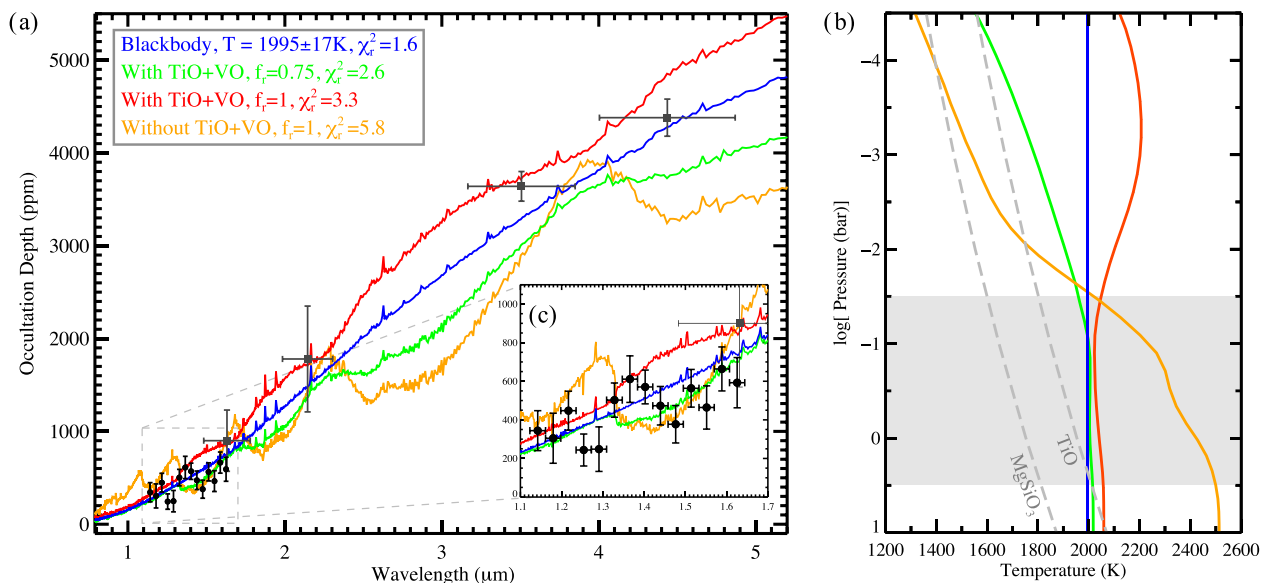 (a)
Blackbody, T = 1995±17K, χ²ᵣ=1.6
With TiO+VO, fᵣ=0.75, χ²ᵣ=2.6
With TiO+VO, fᵣ=1, χ²ᵣ=3.3
Without TiO+VO, fᵣ=1, χ²ᵣ=5.8
5000
4000
3000
2000
1000
0
Occultation Depth (ppm)
1 2 3 4 5
Wavelength (μm)
(c)
800
600
400
200
0
1.1 1.2 1.3 1.4 1.5 1.6 1.7
(b)
-4
-3
-2
-1
0
1
log[ Pressure (bar)]
MgSiO₃
TiO
1200 1400 1600 1800 2000 2200 2400 2600
Temperature (K)